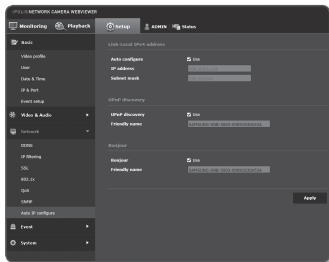 iPOLiS NETWORK CAMERA WEBVIEWER
Monitoring
Playback
Setup
ADMIN
Status
Basic
Video profile
User
Date & Time
IP & Port
Event setup
Video & Audio
Network
DDNS
IP filtering
SSL
802.1x
QoS
SNMP
Auto IP configure
Event
System
Link-Local IPv4 address
Auto configure
Use
IP address
Subnet mask
UPnP discovery
UPnP discovery
Use
Friendly name
Bonjour
Bonjour
Use
Friendly name
Apply